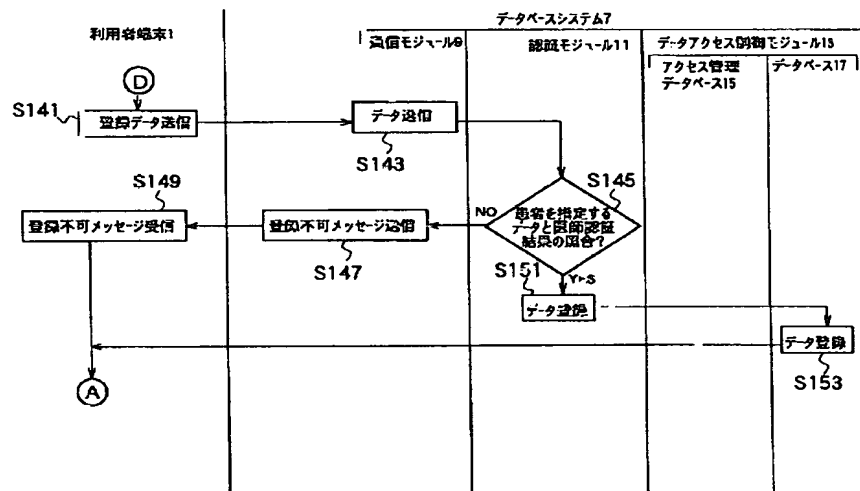 データベースシステム7
利用者端末1
通信モジュール9
認証モジュール11
データアクセス制御モジュール13
アクセス管理
データベース15
データベース17
D
S141
登録データ送信
データ送信
S143
S149
S145
登録不可メッセージ受信
登録不可メッセージ送信
NO
患者を指定する
データと医師認証
結果の照合?
S147
S151
YES
データ登録
データ登録
S153
A